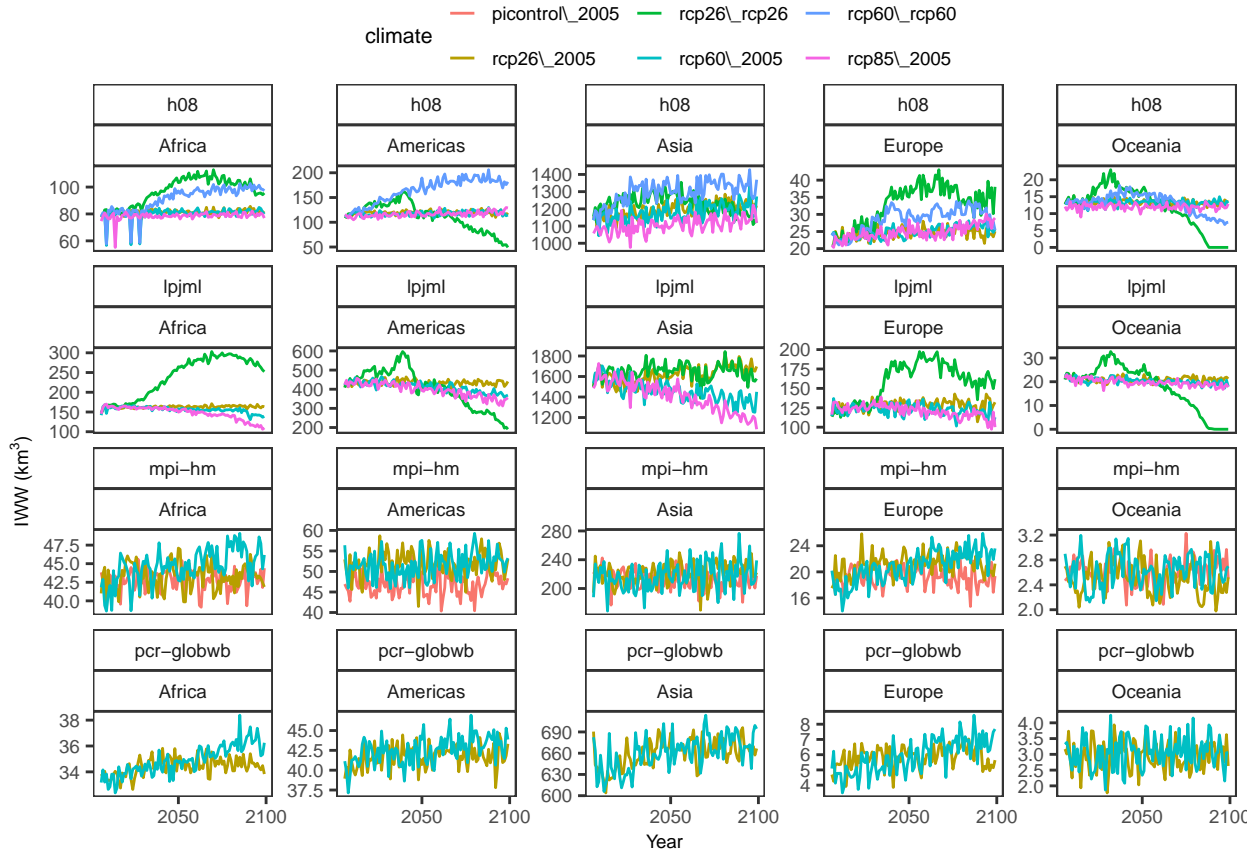 climate
picontrol\_2005 rcp26\_rcp26 rcp60\_rcp60
rcp26\_2005 rcp60\_2005 rcp85\_2005
h08 h08 h08 h08 h08
Africa Americas Asia Europe Oceania
100 80 60
200 150 100 50
1400 1300 1200 1100 1000
40 35 30 25 20
20 15 10 5 0
lpjml lpjml lpjml lpjml lpjml
Africa Americas Asia Europe Oceania
300 250 200 150 100
600 500 400 300 200
1800 1600 1400 1200
200 175 150 125 100
30 20 10 0
mpi−hm mpi−hm mpi−hm mpi−hm mpi−hm
Africa Americas Asia Europe Oceania
47.5 45.0 42.5 40.0
60 55 50 45 40
280 240 200
24 20 16
3.2 2.8 2.4 2.0
pcr−globwb pcr−globwb pcr−globwb pcr−globwb pcr−globwb
Africa Americas Asia Europe Oceania
38 36 34
45.0 42.5 40.0 37.5
690 660 630 600
8 7 6 5 4
4.0 3.5 3.0 2.5 2.0
2050 2100 2050 2100 2050 2100 2050 2100 2050 2100
Year
IWW (km³)